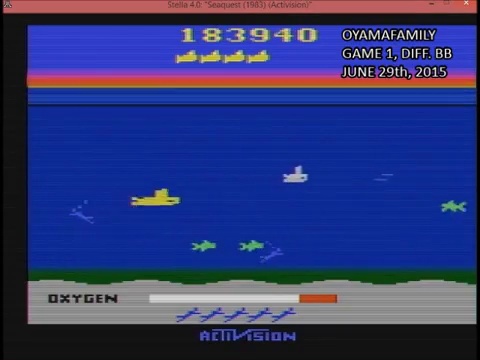 Stella 4.0: "Seaquest (1983) (Activision)"
183940
OYAMAFAMILY
GAME 1, DIFF. BB
JUNE 29th, 2015
OXYGEN
ACTIVISION